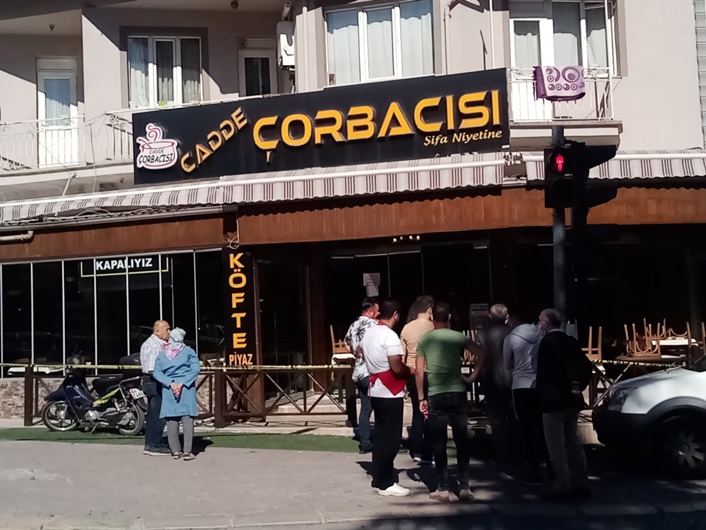 CADDE ÇORBACISI
Şifa Niyetine
CADDE
ÇORBACISI
KAPALIYIZ
KÖFTE
PİYAZ